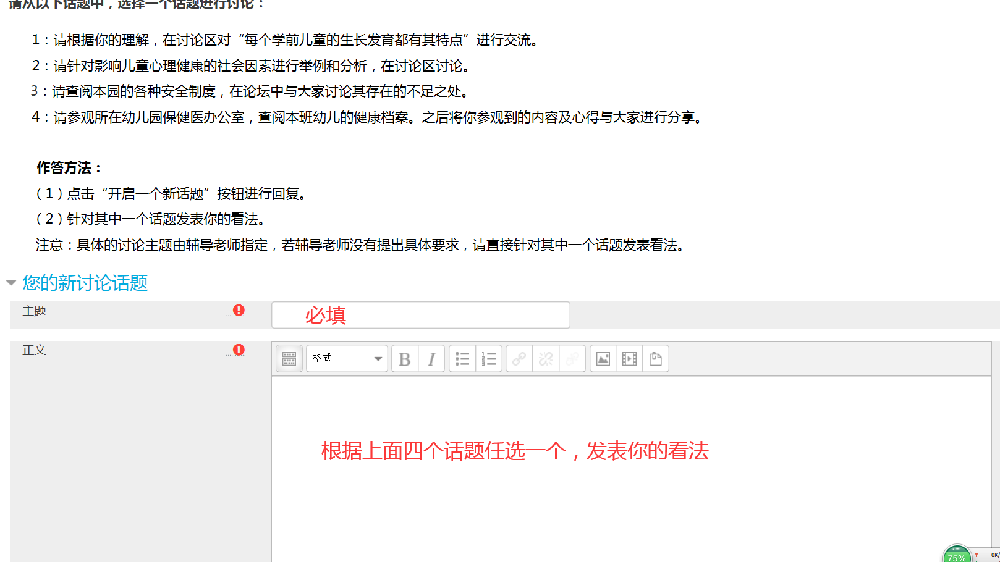 请从以下话题中，选择一个话题进行讨论：
1：请根据你的理解，在讨论区对“每个学前儿童的生长发育都有其特点”进行交流。
2：请针对影响儿童心理健康的社会因素进行举例和分析，在讨论区讨论。
3：请查阅本园的各种安全制度，在论坛中与大家讨论其存在的不足之处。
4：请参观所在幼儿园保健医办公室，查阅本班幼儿的健康档案。之后将你参观到的内容及心得与大家进行分享。
作答方法：
（1）点击“开启一个新话题”按钮进行回复。
（2）针对其中一个话题发表你的看法。
注意：具体的讨论主题由辅导老师指定，若辅导老师没有提出具体要求，请直接针对其中一个话题发表看法。
您的新讨论话题
主题
必填
正文
格式
B I
根据上面四个话题任选一个，发表你的看法
75%
0K/